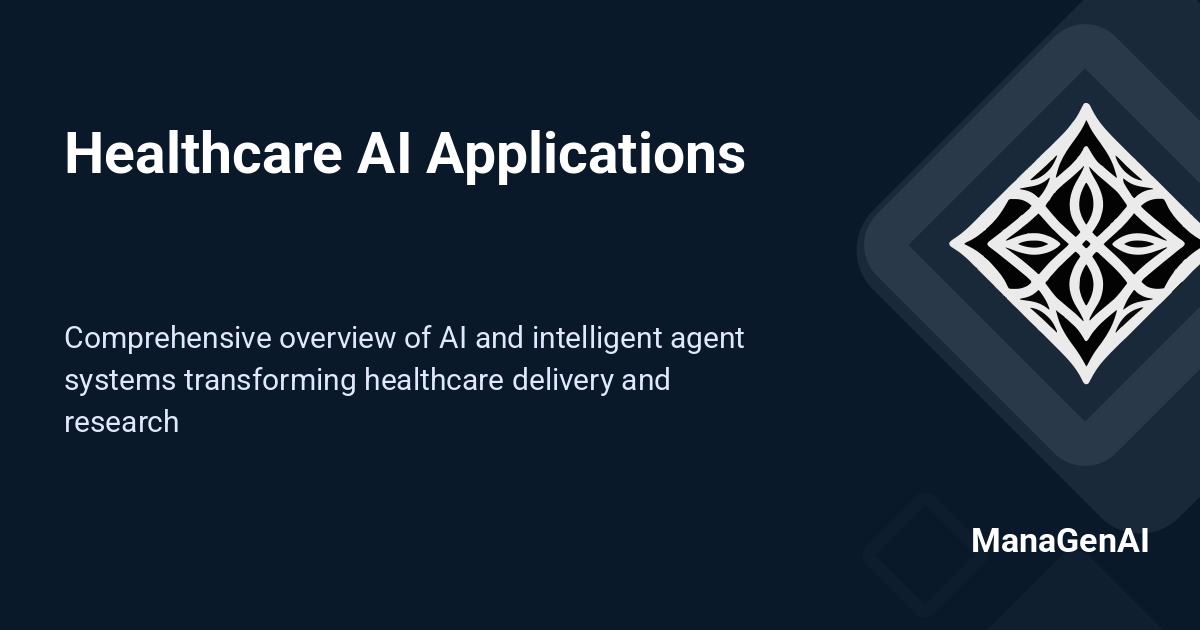 Healthcare AI Applications
Comprehensive overview of AI and intelligent agent
systems transforming healthcare delivery and
research
ManaGenAI